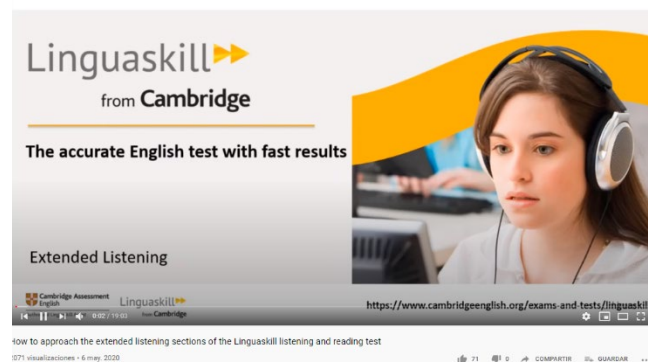 Linguaskill
from Cambridge
The accurate English test with fast results
Extended Listening
Cambridge Assessment
English
Linguaskill
from Cambridge
https://www.cambridgeenglish.org/exams-and-tests/linguaskil
0:02 / 19:03
How to approach the extended listening sections of the Linguaskill listening and reading test
2071 visualizaciones • 6 may. 2020
71
0
COMPARTIR
GUARDAR